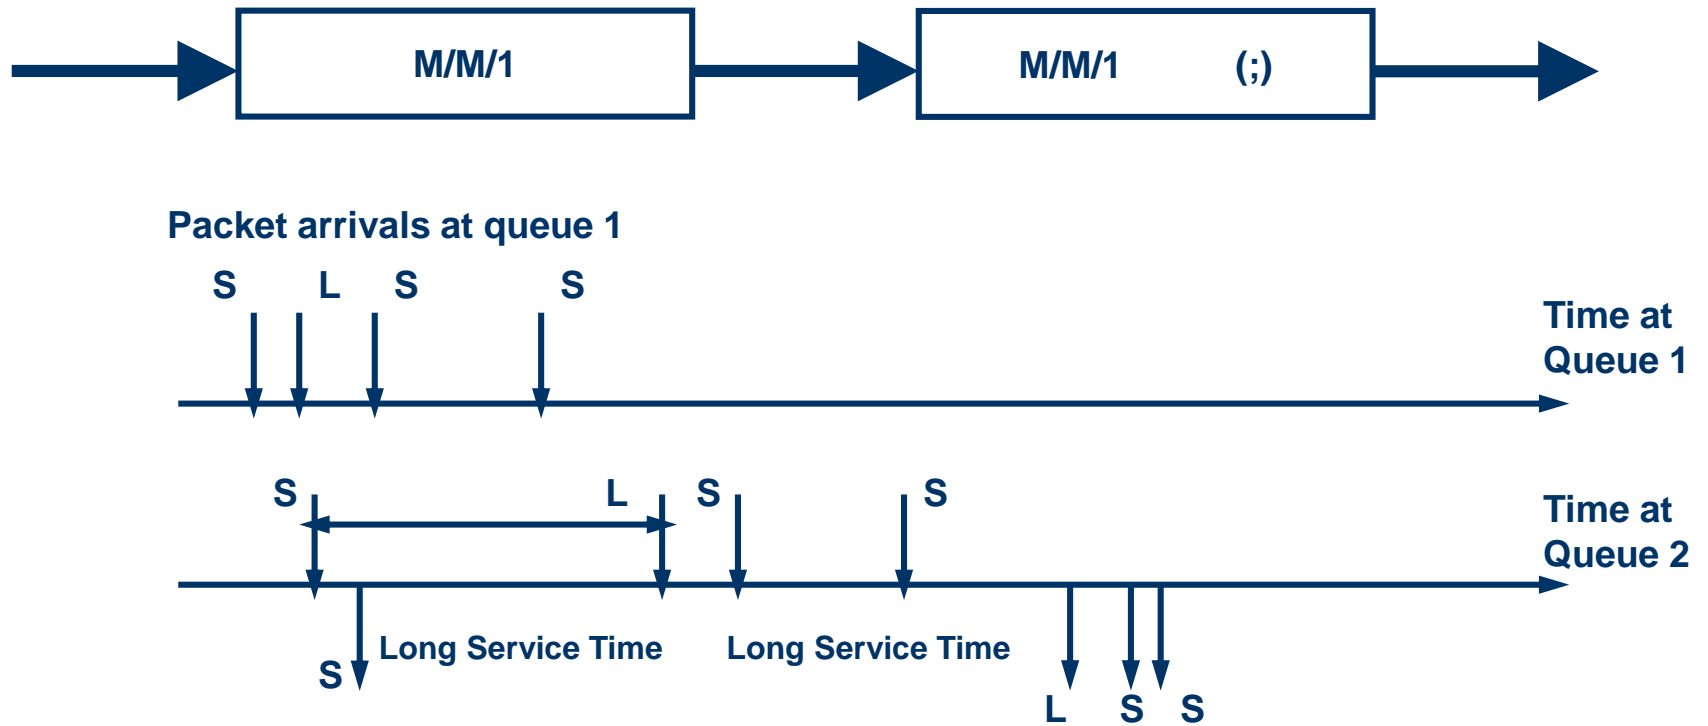 M/M/1
M/M/1 (;)
Packet arrivals at queue 1
S L S S
Time at
Queue 1
S L S S
Time at
Queue 2
Long Service Time Long Service Time
S
L S S